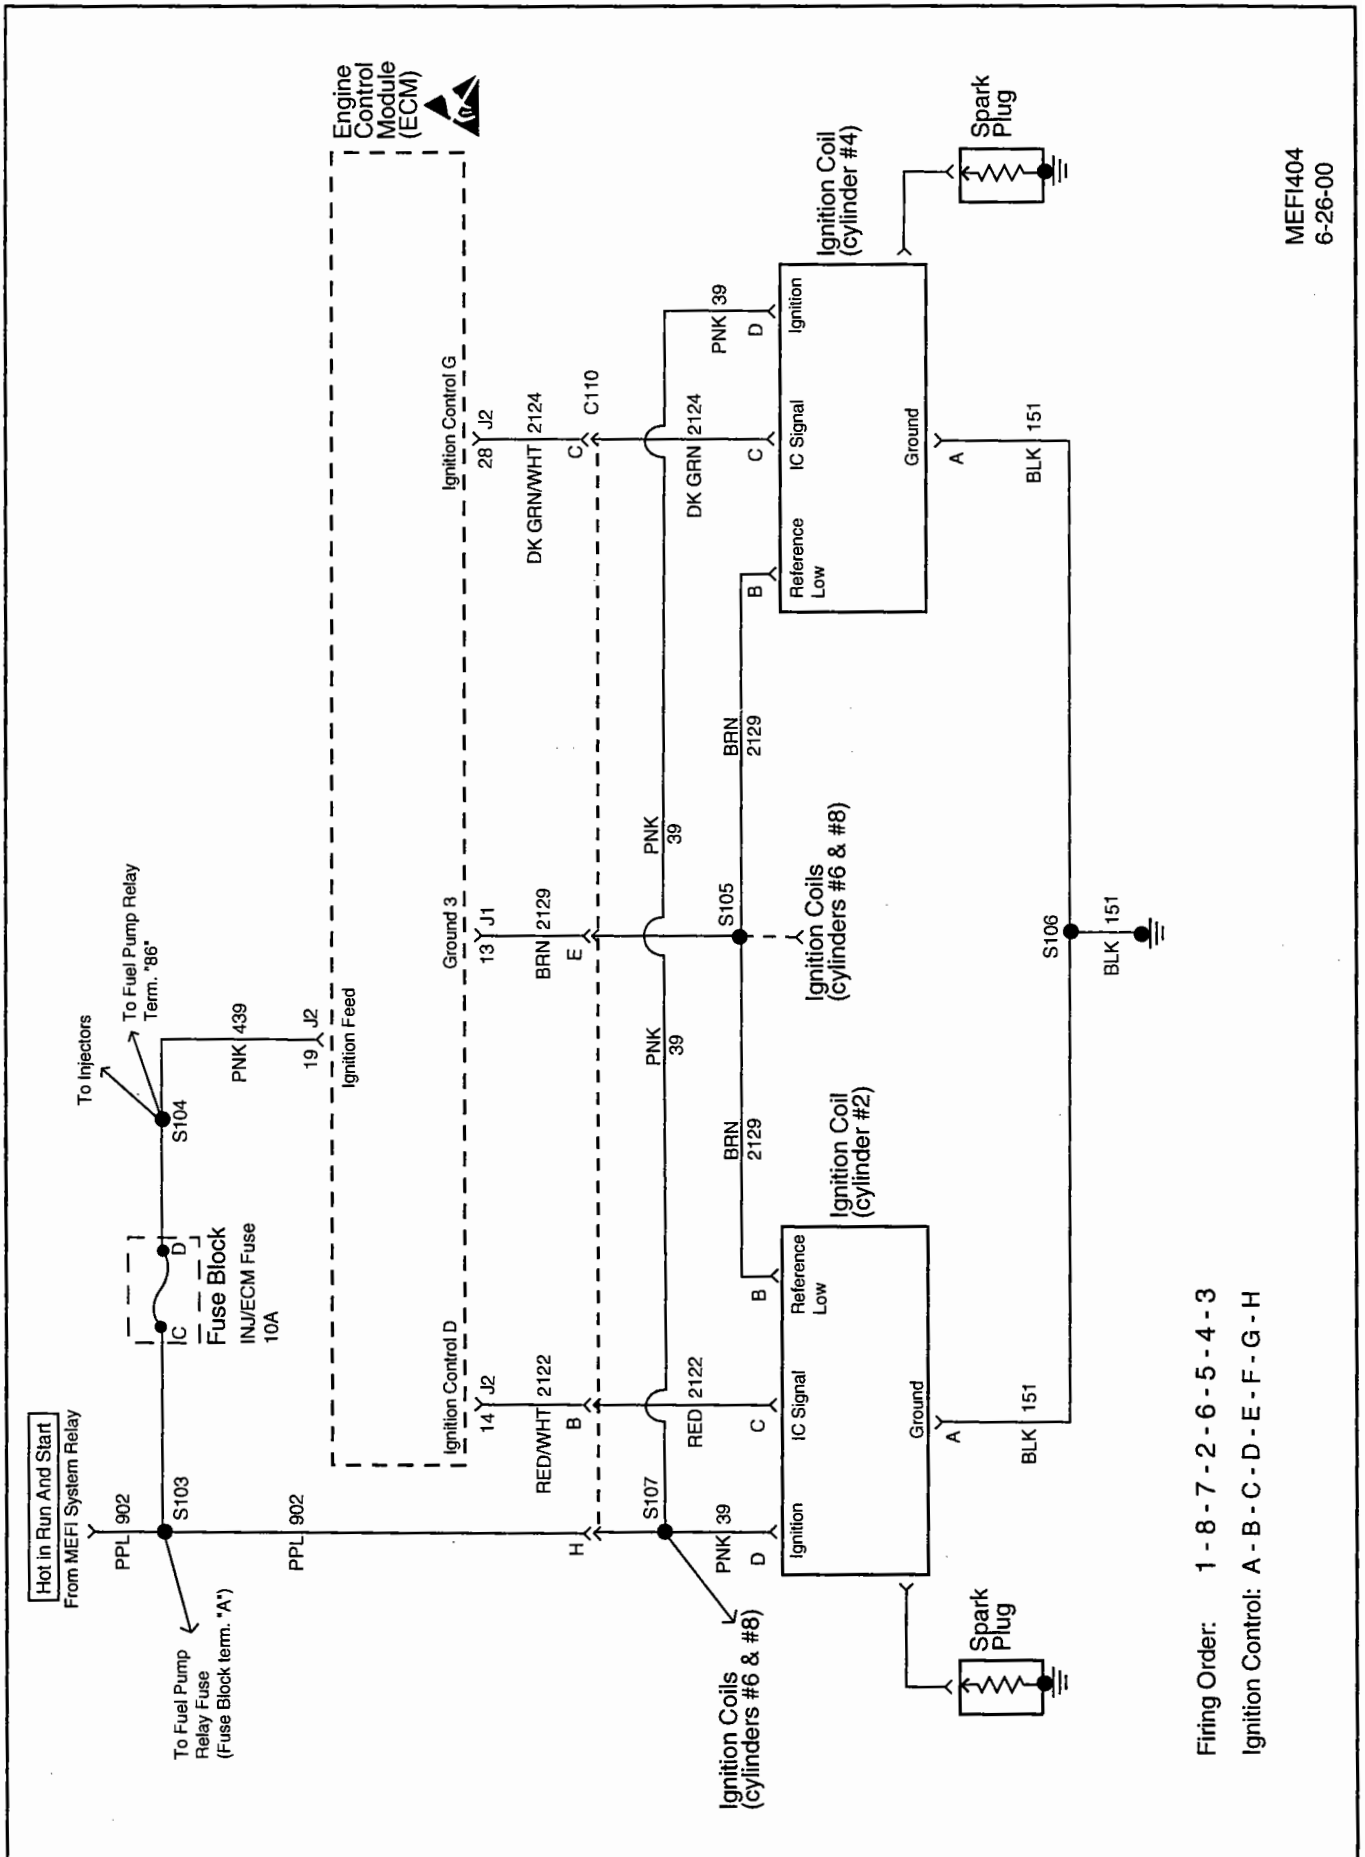 Hot in Run And Start
From MEFI System Relay
PPL 902
S103
To Fuel Pump
Relay Fuse
(Fuse Block term. "A")
PPL 902
C
D
Fuse Block
INJ/ECM Fuse
10A
S104
To Injectors
To Fuel Pump Relay
Term. "86"
PNK 439
19 J2
Ignition Feed
Engine
Control
Module
(ECM)
Ignition Control D
Ground 3
Ignition Control G
14 J2
13 J1
28 J2
RED/WHT 2122
BRN 2129
DK GRN/WHT 2124
H
B
E
C
C110
S107
PNK
39
PNK
39
PNK 39
RED 2122
DK GRN 2124
PNK 39
D
C
B
BRN
2129
S105
BRN
2129
B
C
D
Ignition Coils
(cylinders #6 & #8)
Ignition Coils
(cylinders #6 & #8)
Ignition
IC Signal
Reference
Low
Ground
Ignition Coil
(cylinder #2)
Reference
Low
IC Signal
Ignition
Ground
Ignition Coil
(cylinder #4)
A
A
Spark
Plug
Spark
Plug
BLK 151
S106
BLK 151
BLK 151
Firing Order: 1 - 8 - 7 - 2 - 6 - 5 - 4 - 3
Ignition Control: A - B - C - D - E - F - G - H
MEFI404
6-26-00